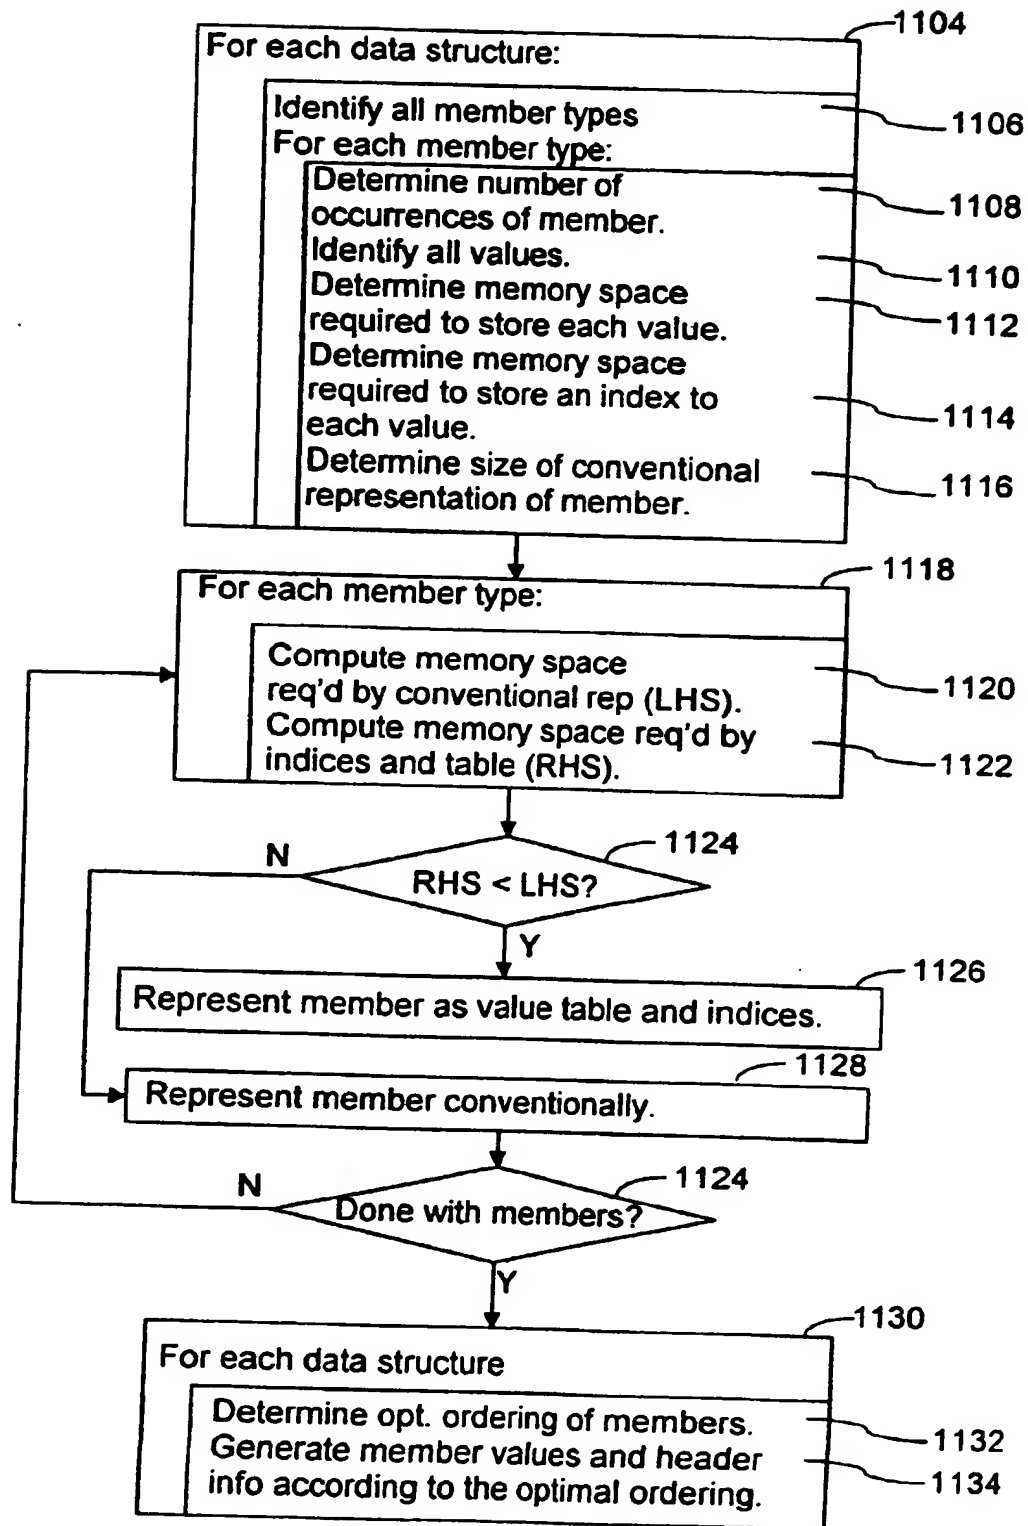 1104
For each data structure:
Identify all member types
1106
For each member type:
Determine number of
1108
occurrences of member.
Identify all values.
1110
Determine memory space
1112
required to store each value.
Determine memory space
required to store an index to
1114
each value.
Determine size of conventional
1116
representation of member.
1118
For each member type:
Compute memory space
1120
req'd by conventional rep (LHS).
Compute memory space req'd by
1122
indices and table (RHS).
1124
N
RHS < LHS?
Y
1126
Represent member as value table and indices.
1128
Represent member conventionally.
1124
N
Done with members?
Y
1130
For each data structure
Determine opt. ordering of members.
1132
Generate member values and header
1134
info according to the optimal ordering.